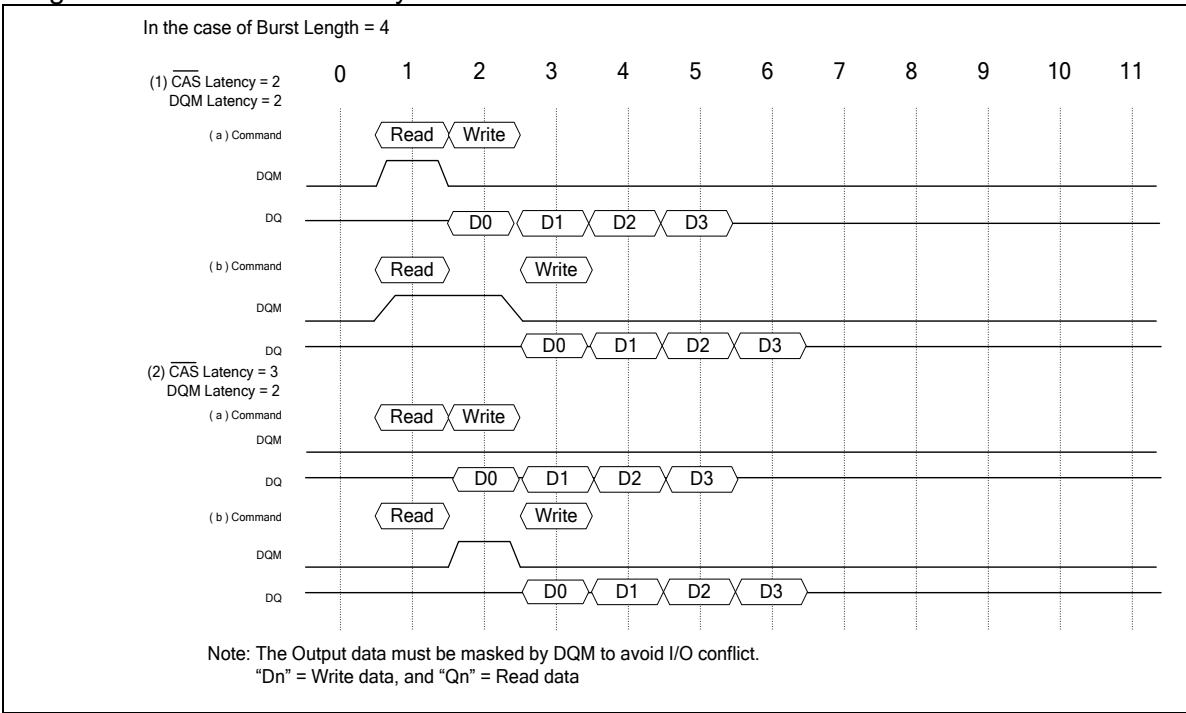 In the case of Burst Length = 4
0 1 2 3 4 5 6 7 8 9 10 11
(1) CAS Latency = 2
DQM Latency = 2
( a ) Command Read Write
DQM
DQ D0 D1 D2 D3
( b ) Command Read Write
DQM
DQ D0 D1 D2 D3
(2) CAS Latency = 3
DQM Latency = 2
( a ) Command Read Write
DQM
DQ D0 D1 D2 D3
( b ) Command Read Write
DQM
DQ D0 D1 D2 D3
Note: The Output data must be masked by DQM to avoid I/O conflict.
“Dn” = Write data, and “Qn” = Read data